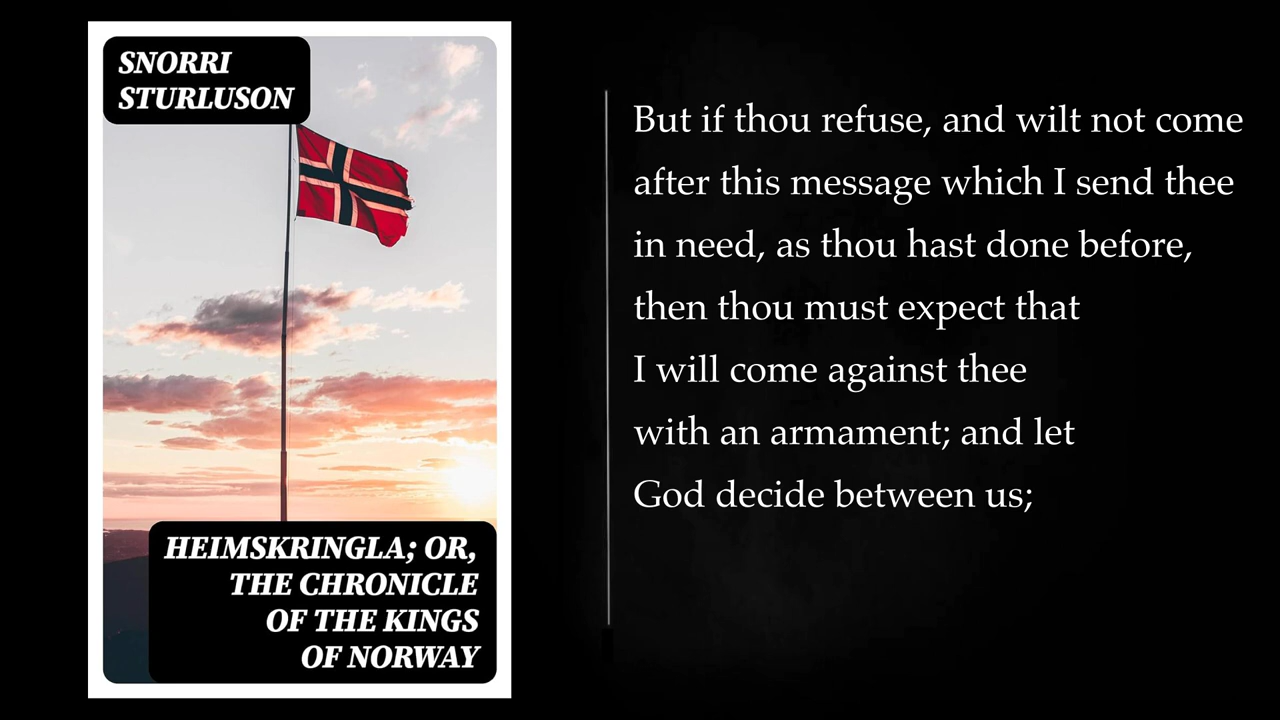 SNORRI
STURLUSON
HEIMSKRINGLA; OR,
THE CHRONICLE
OF THE KINGS
OF NORWAY
But if thou refuse, and wilt not come
after this message which I send thee
in need, as thou hast done before,
then thou must expect that
I will come against thee
with an armament; and let
God decide between us;